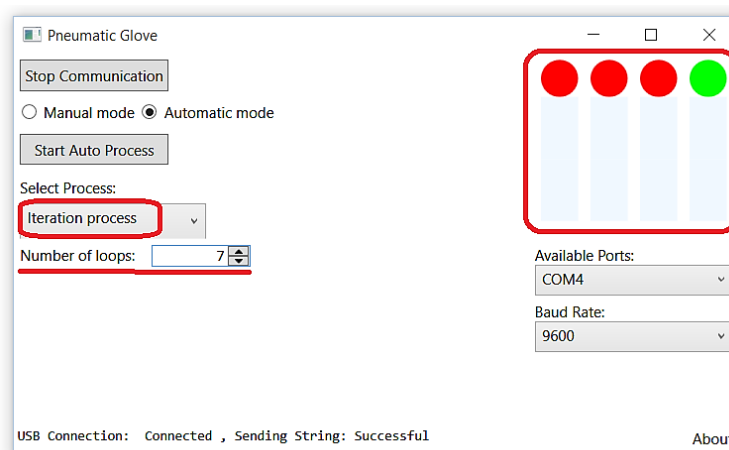 Pneumatic Glove
Stop Communication
Manual mode Automatic mode
Start Auto Process
Select Process:
Iteration process
Number of loops: 7
Available Ports:
COM4
Baud Rate:
9600
USB Connection: Connected , Sending String: Successful
About